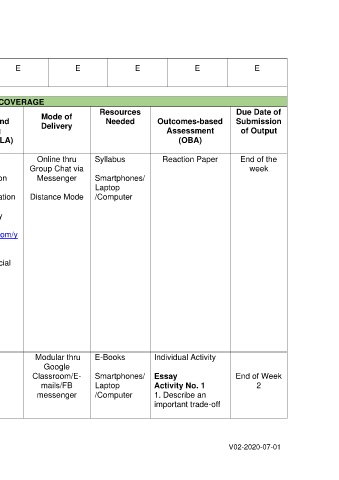 E E E E E
COVERAGE
nd
g
LA)
Mode of
Delivery
Resources
Needed
Outcomes-based
Assessment
(OBA)
Due Date of
Submission
of Output
on
ation
y
om/y
cial
Online thru
Group Chat via
Messenger
Distance Mode
Syllabus
Smartphones/
Laptop
/Computer
Reaction Paper
End of the
week
Modular thru
Google
Classroom/E-
mails/FB
messenger
E-Books
Smartphones/
Laptop
/Computer
Individual Activity
Essay
Activity No. 1
1. Describe an
important trade-off
End of Week
2
V02-2020-07-01